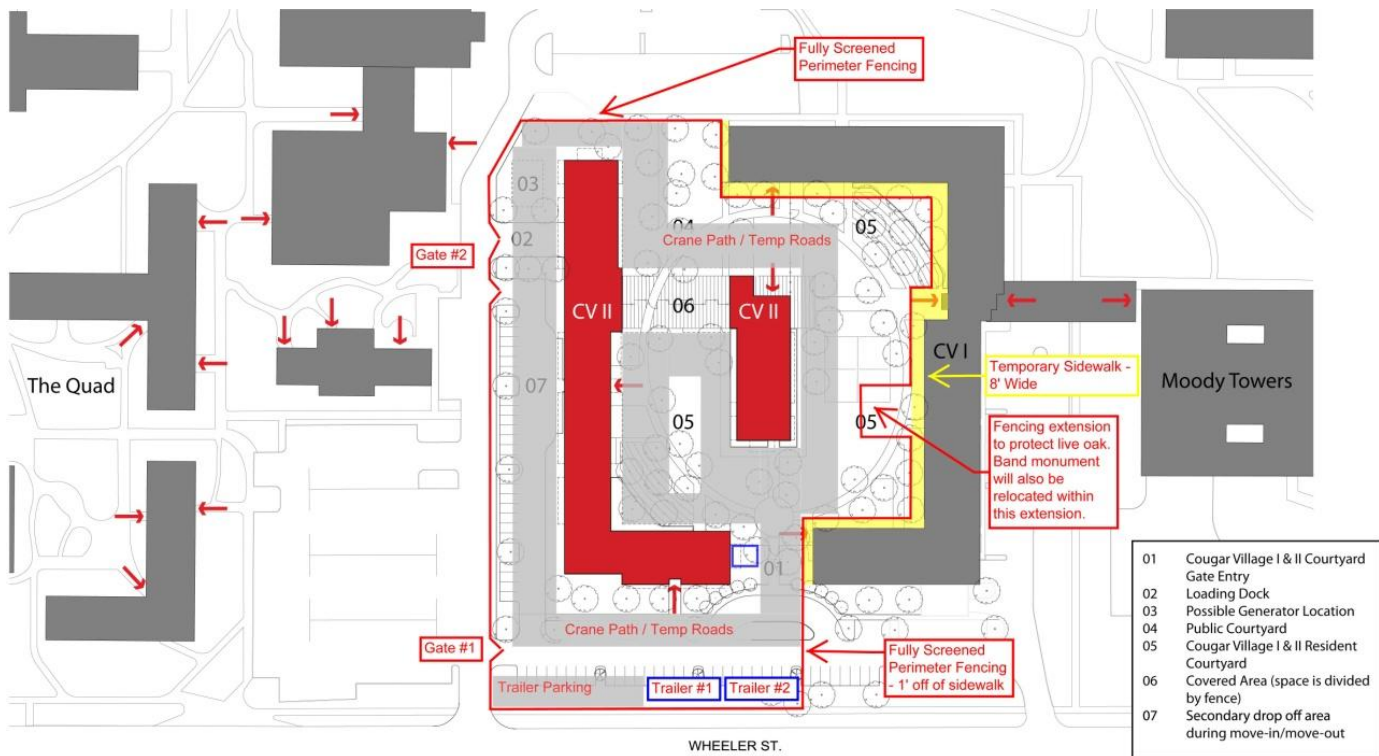 Fully Screened
Perimeter Fencing
03
02
04
05
Crane Path / Temp Roads
Gate #2
CV II
06
CV II
CV I
Temporary Sidewalk -
8' Wide
Moody Towers
The Quad
07
05
05
Fencing extension
to protect live oak.
Band monument
will also be
relocated within
this extension.
01
Crane Path / Temp Roads
Gate #1
Fully Screened
Perimeter Fencing
- 1' off of sidewalk
Trailer Parking
Trailer #1
Trailer #2
WHEELER ST.
01 Cougar Village I & II Courtyard
Gate Entry
02 Loading Dock
03 Possible Generator Location
04 Public Courtyard
05 Cougar Village I & II Resident
Courtyard
06 Covered Area (space is divided
by fence)
07 Secondary drop off area
during move-in/move-out